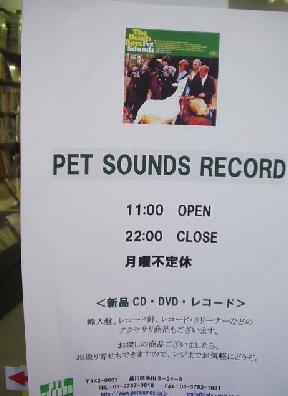 The
Beach
Boys Pet
Sounds
PET SOUNDS RECORD
11:00 OPEN
22:00 CLOSE
月曜不定休
＜新品CD・DVD・レコード＞
輸入盤、レコード針、レコード・クリーナーなどの
アクセサリ商品もございます。
お探しの商品ございましたら、
お取り寄せもできますので、レジまでお気軽にどうぞ。